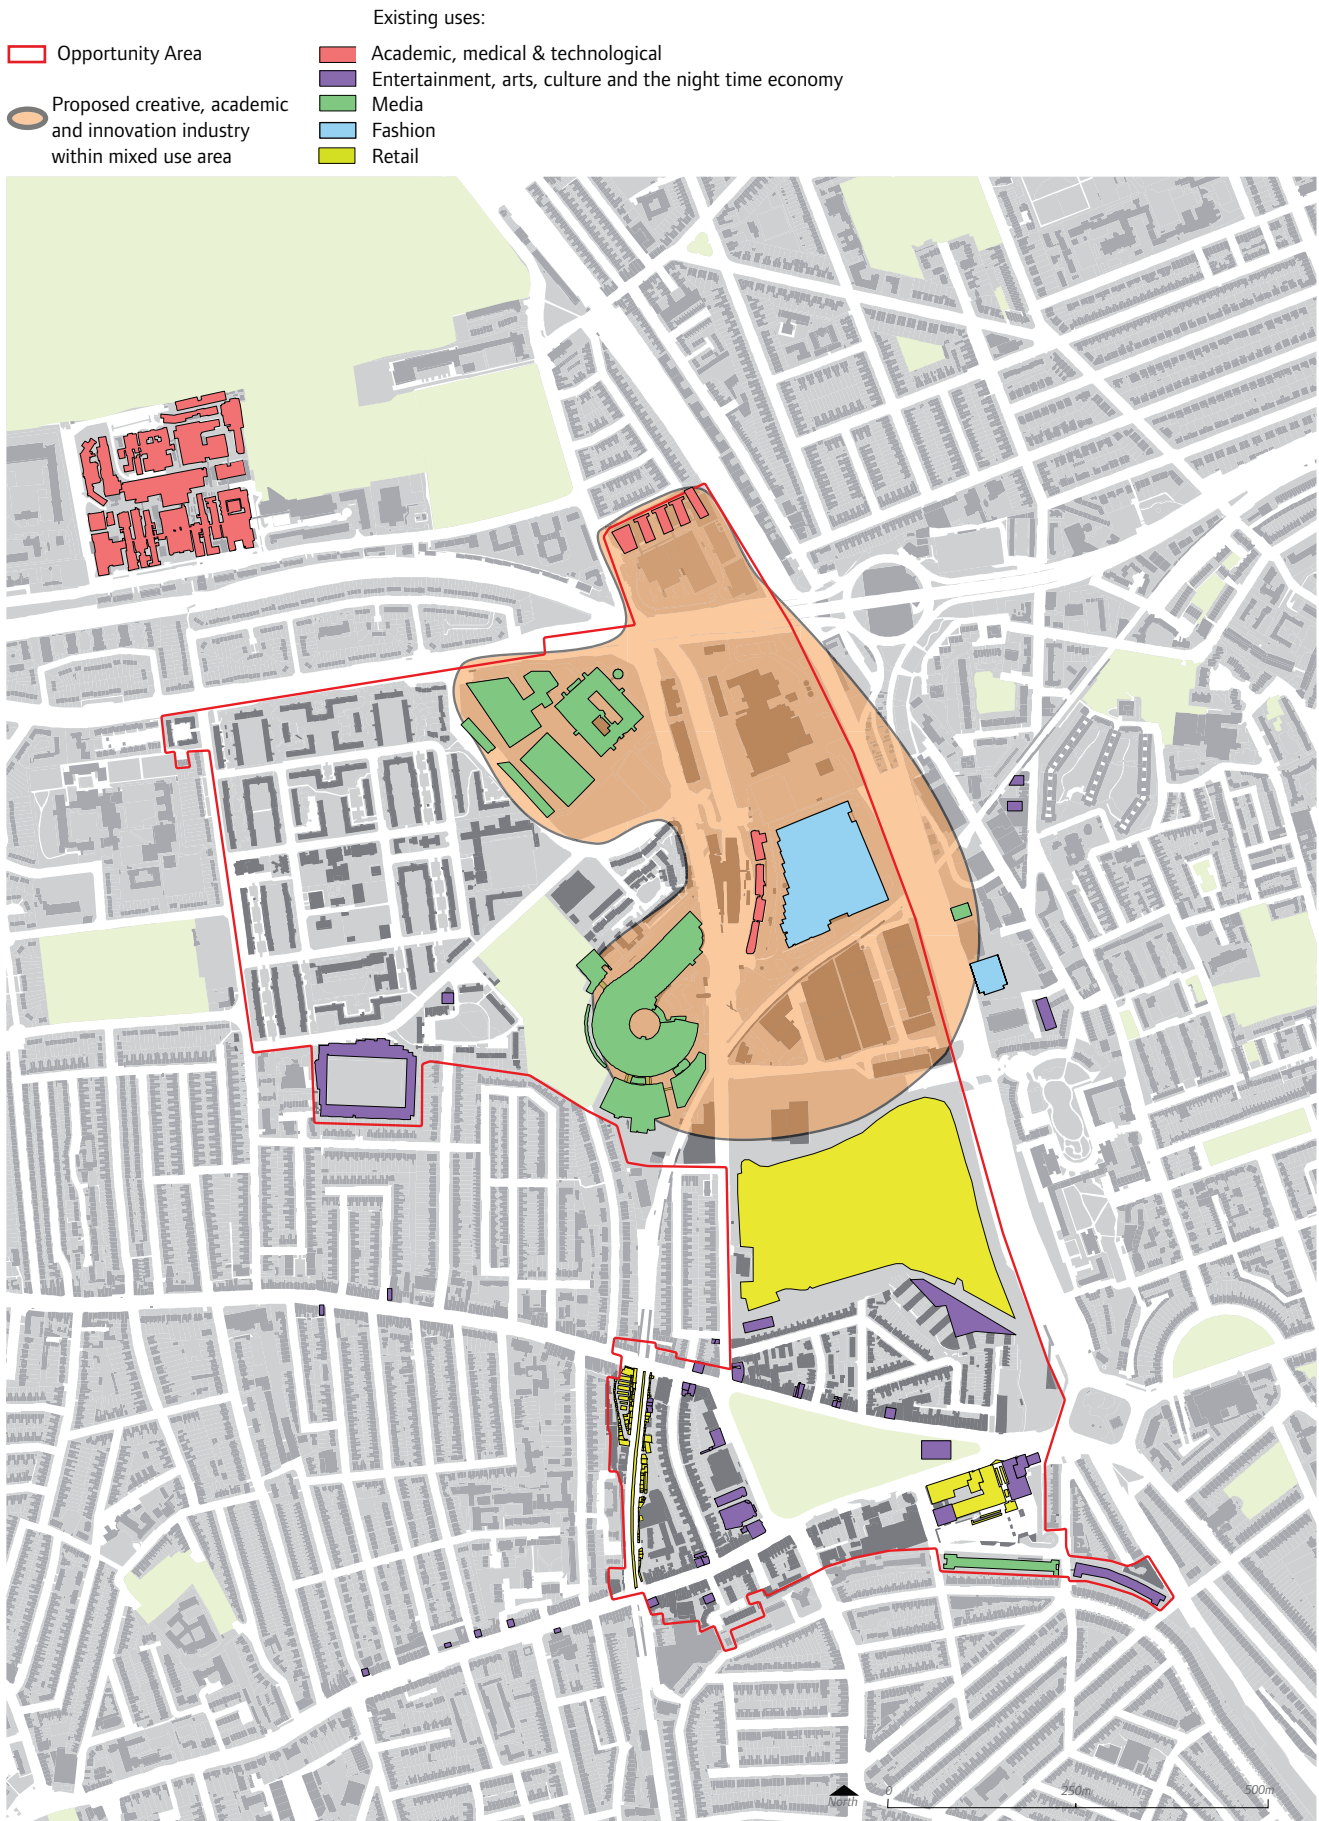 Existing uses:
Opportunity Area
Proposed creative, academic
and innovation industry
within mixed use area
Academic, medical & technological
Entertainment, arts, culture and the night time economy
Media
Fashion
Retail
North
0 250m 500m